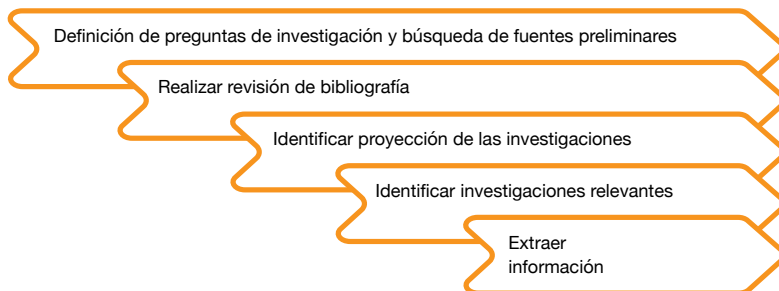 Definición de preguntas de investigación y búsqueda de fuentes preliminares
Realizar revisión de bibliografía
Identificar proyección de las investigaciones
Identificar investigaciones relevantes
Extraer
información